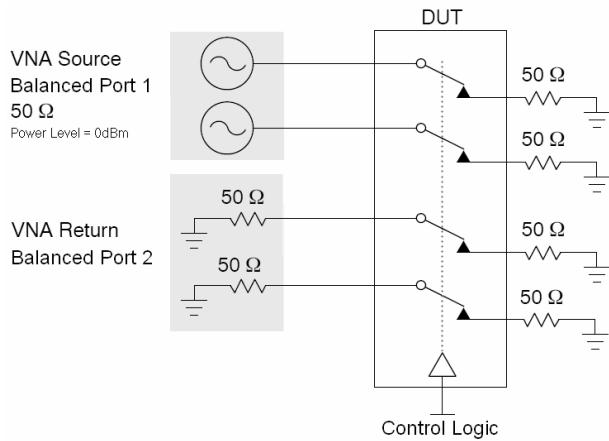 DUT
VNA Source
Balanced Port 1
50 Ω
Power Level = 0dBm
50 Ω
50 Ω
VNA Return
Balanced Port 2
50 Ω
50 Ω
50 Ω
50 Ω
Control Logic